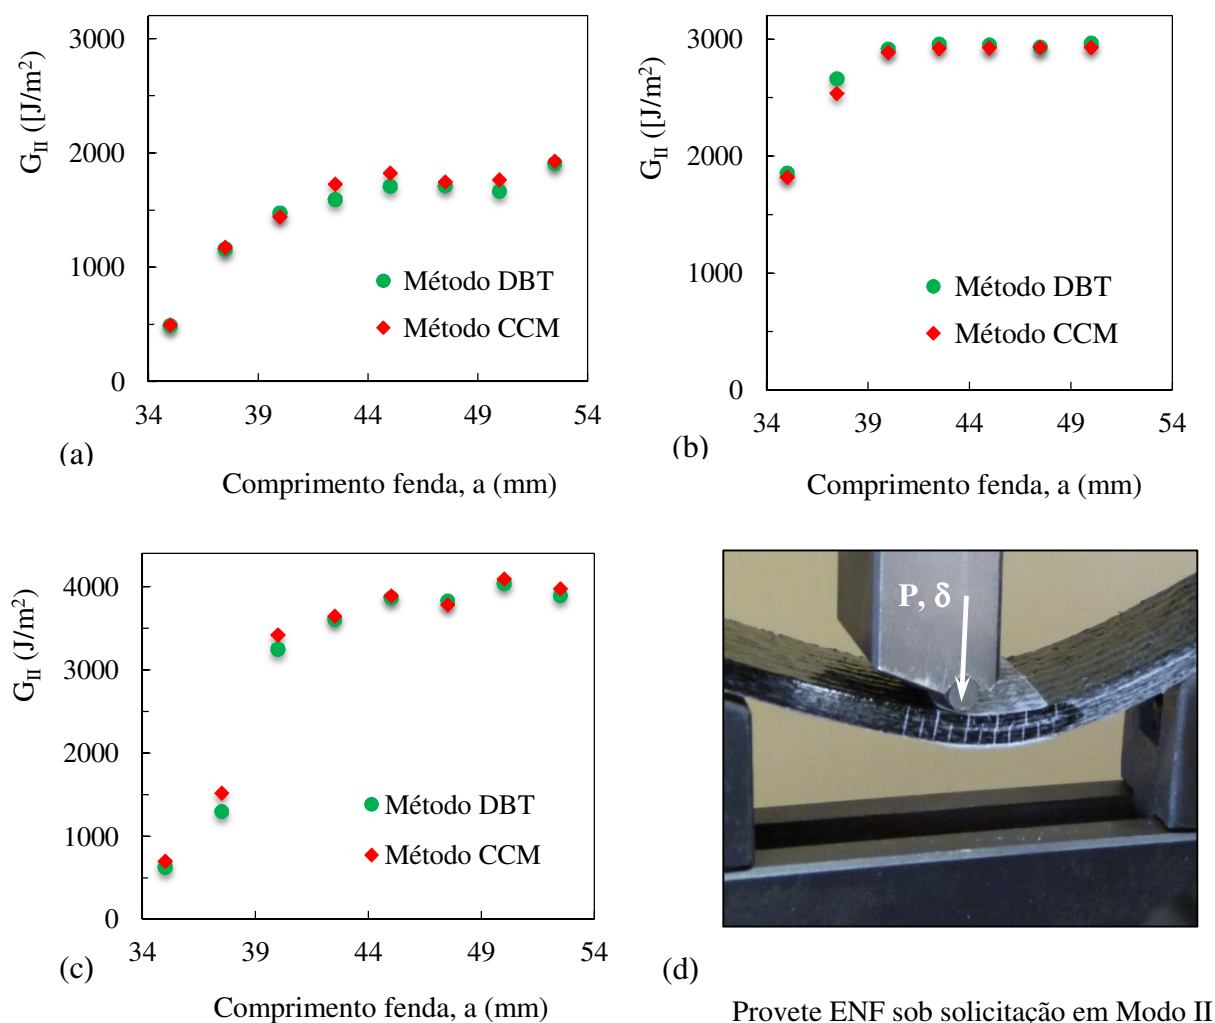 3000
2000
1000
0
G_II ([J/m²)
Método DBT
Método CCM
34 39 44 49 54
(a)
Comprimento fenda, a (mm)
3000
2000
1000
0
G_II ([J/m²)
Método DBT
Método CCM
34 39 44 49 54
(b)
Comprimento fenda, a (mm)
4000
3000
2000
1000
0
G_II (J/m²)
Método DBT
Método CCM
34 39 44 49 54
(c)
Comprimento fenda, a (mm)
P, δ
(d)
Provete ENF sob solicitação em Modo II